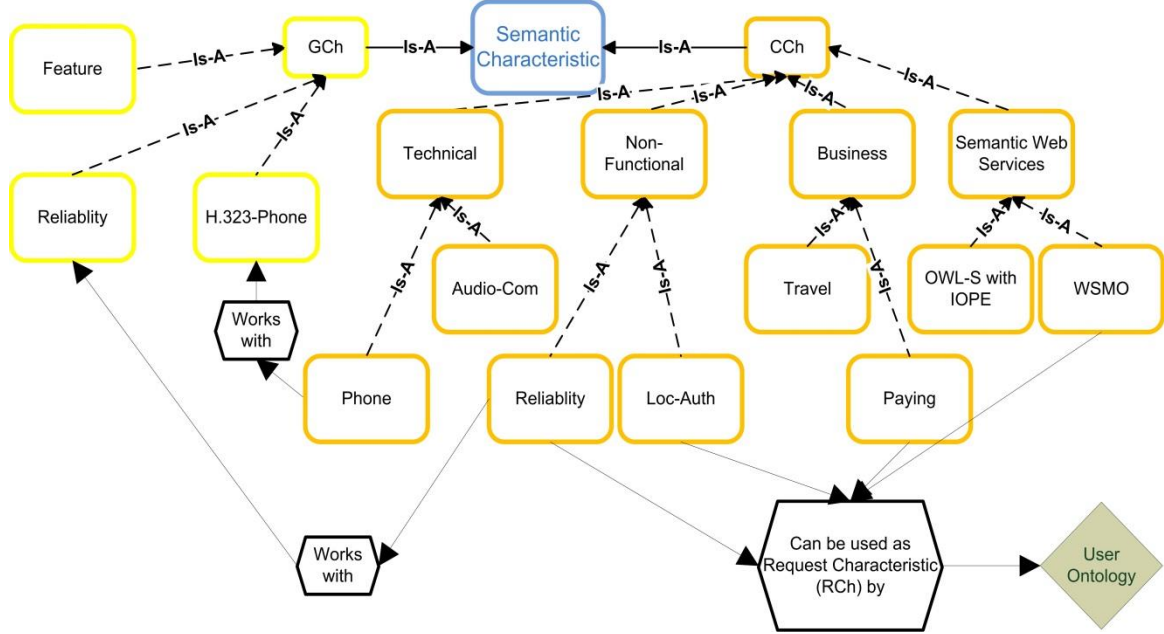 Feature
Is-A
GCh
Is-A
Semantic
Characteristic
Is-A
CCh
Is-A
Is-A
Is-A
Is-A
Is-A
Is-A
Reliablity
H.323-Phone
Technical
Non-
Functional
Business
Semantic Web
Services
Is-A
Is-A
Is-A
Is-A
Is-A
Is-A
Is-A
Is-A
Audio-Com
Travel
OWL-S with
IOPE
WSMO
Works
with
Phone
Reliablity
Loc-Auth
Paying
Works
with
Can be used as
Request Characteristic
(RCh) by
User
Ontology